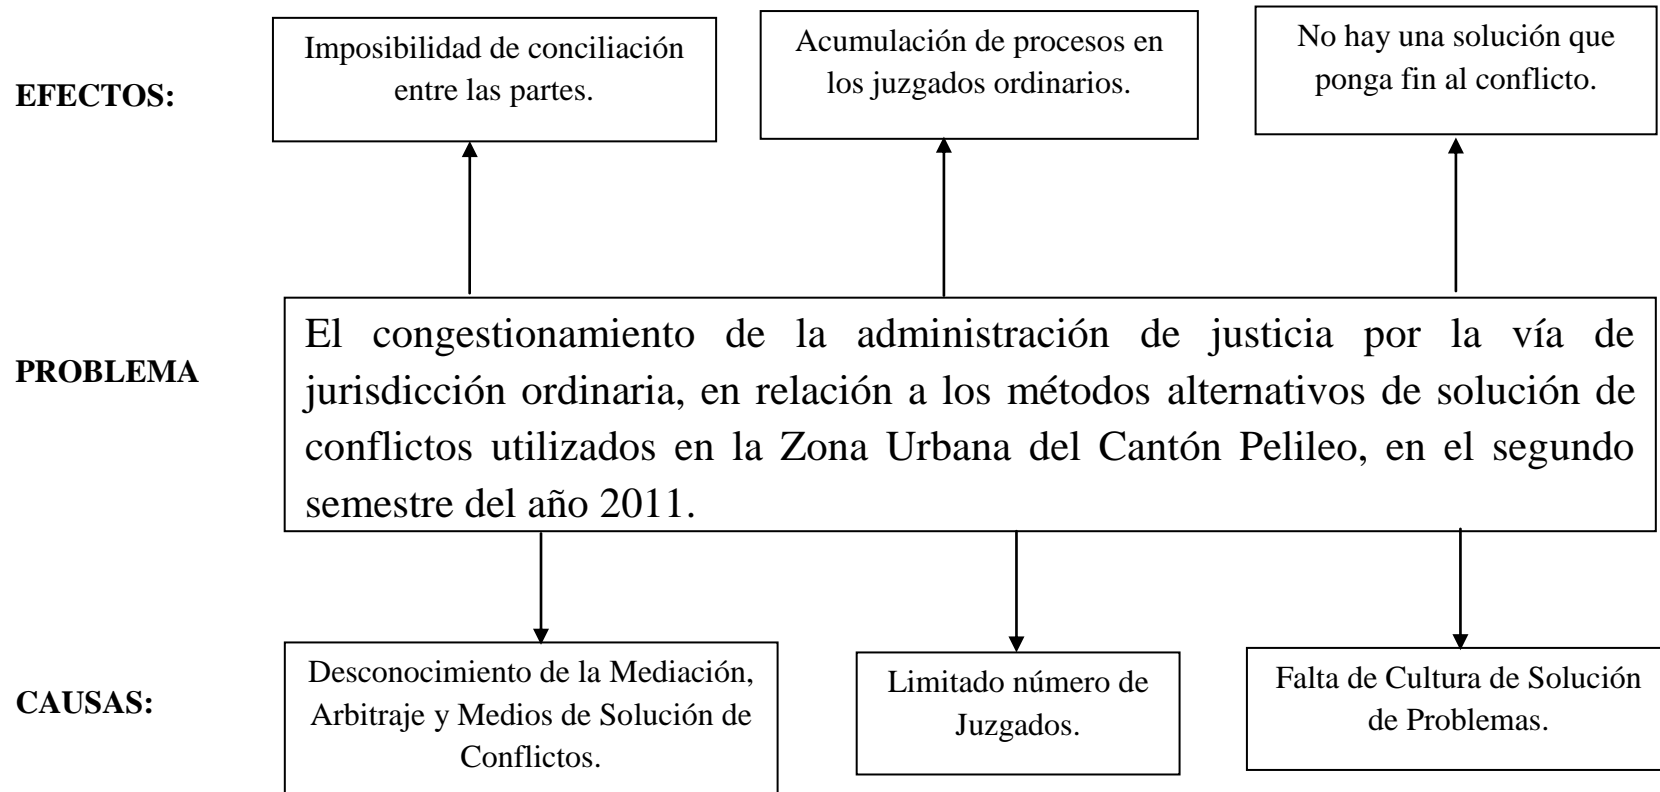 Imposibilidad de conciliación
entre las partes.
Acumulación de procesos en
los juzgados ordinarios.
No hay una solución que
ponga fin al conflicto.
EFECTOS:
PROBLEMA
El congestionamiento de la administración de justicia por la vía de
jurisdicción ordinaria, en relación a los métodos alternativos de solución de
conflictos utilizados en la Zona Urbana del Cantón Pelileo, en el segundo
semestre del año 2011.
CAUSAS:
Desconocimiento de la Mediación,
Arbitraje y Medios de Solución de
Conflictos.
Limitado número de
Juzgados.
Falta de Cultura de Solución
de Problemas.